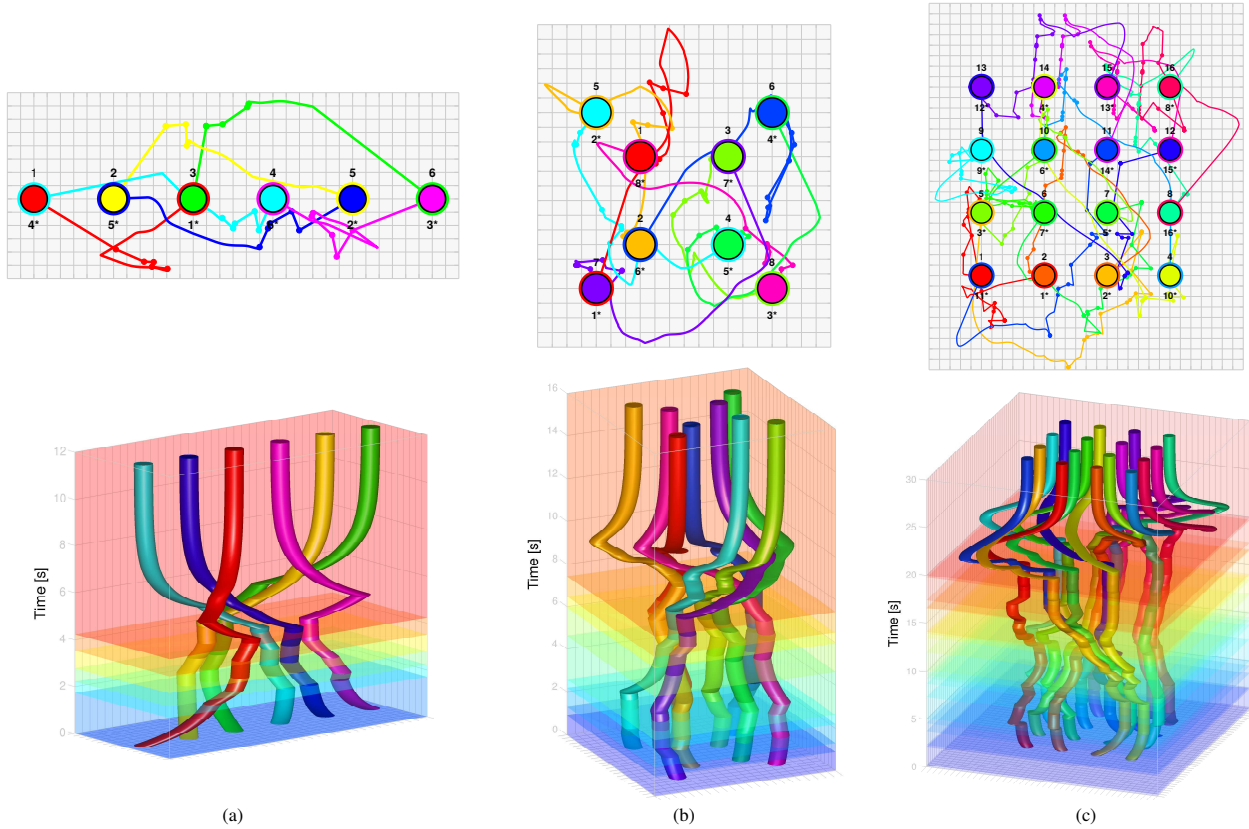 1 2 3 4 5 6
4* 5* 1* 6* 2* 3*
5 6
1 3
2* 4*
8* 7*
2 4
6* 5*
7 8
1* 3*
13 14 15 16
12* 4* 13* 8*
9 10 11 12
9* 6* 14* 15*
5 6 7 8
3* 7* 5* 16*
1 2 3 4
11* 1* 2* 10*
12
10
8
6
4
2
0
Time [s]
16
14
12
10
8
6
4
2
0
Time [s]
30
25
20
15
10
5
0
Time [s]
(a) (b) (c)